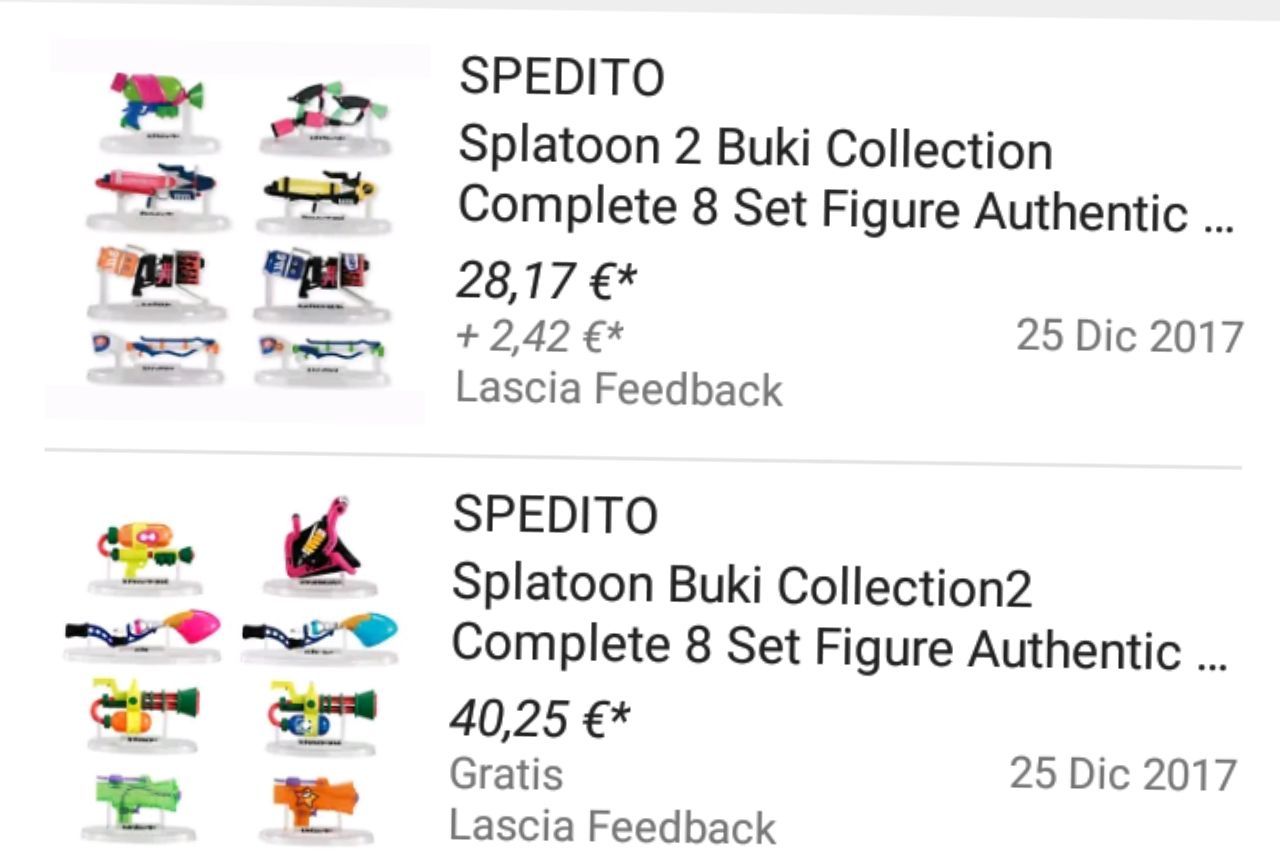 SPEDITO
Splatoon 2 Buki Collection
Complete 8 Set Figure Authentic ...
28,17 €*
+ 2,42 €*
25 Dic 2017
Lascia Feedback
SPEDITO
Splatoon Buki Collection2
Complete 8 Set Figure Authentic ...
40,25 €*
Gratis
25 Dic 2017
Lascia Feedback